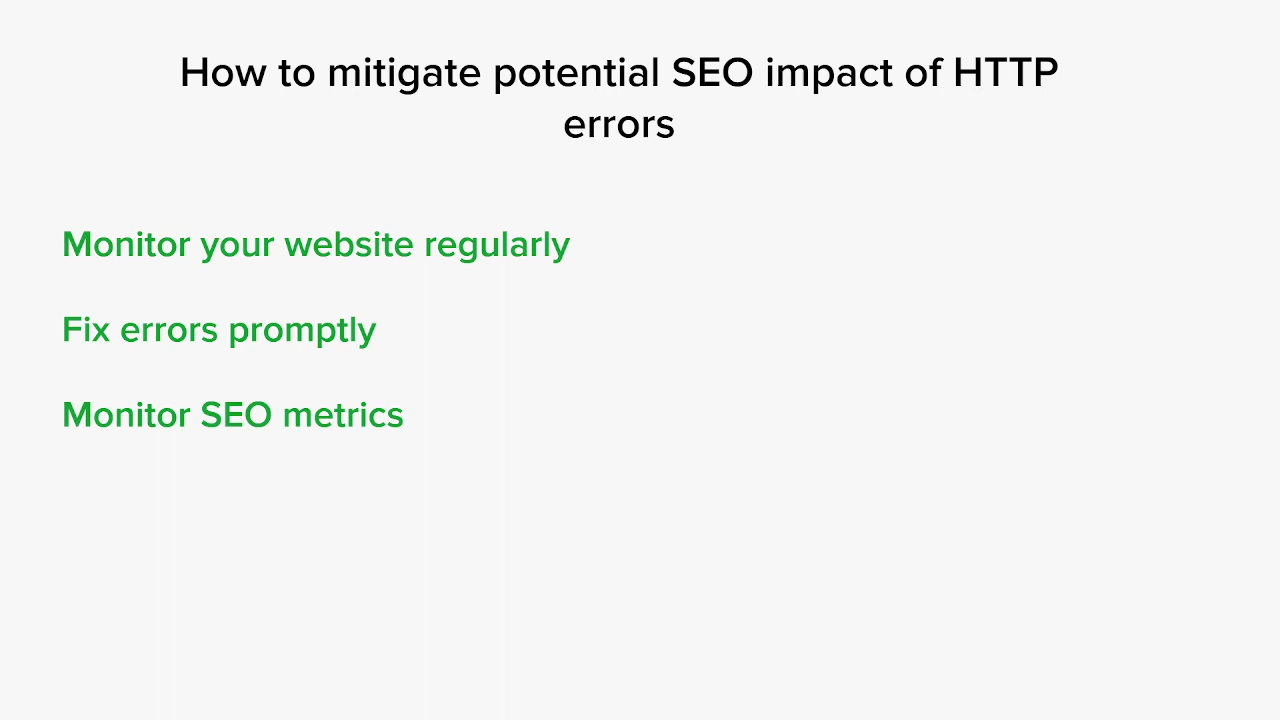 How to mitigate potential SEO impact of HTTP
errors
Monitor your website regularly
Fix errors promptly
Monitor SEO metrics